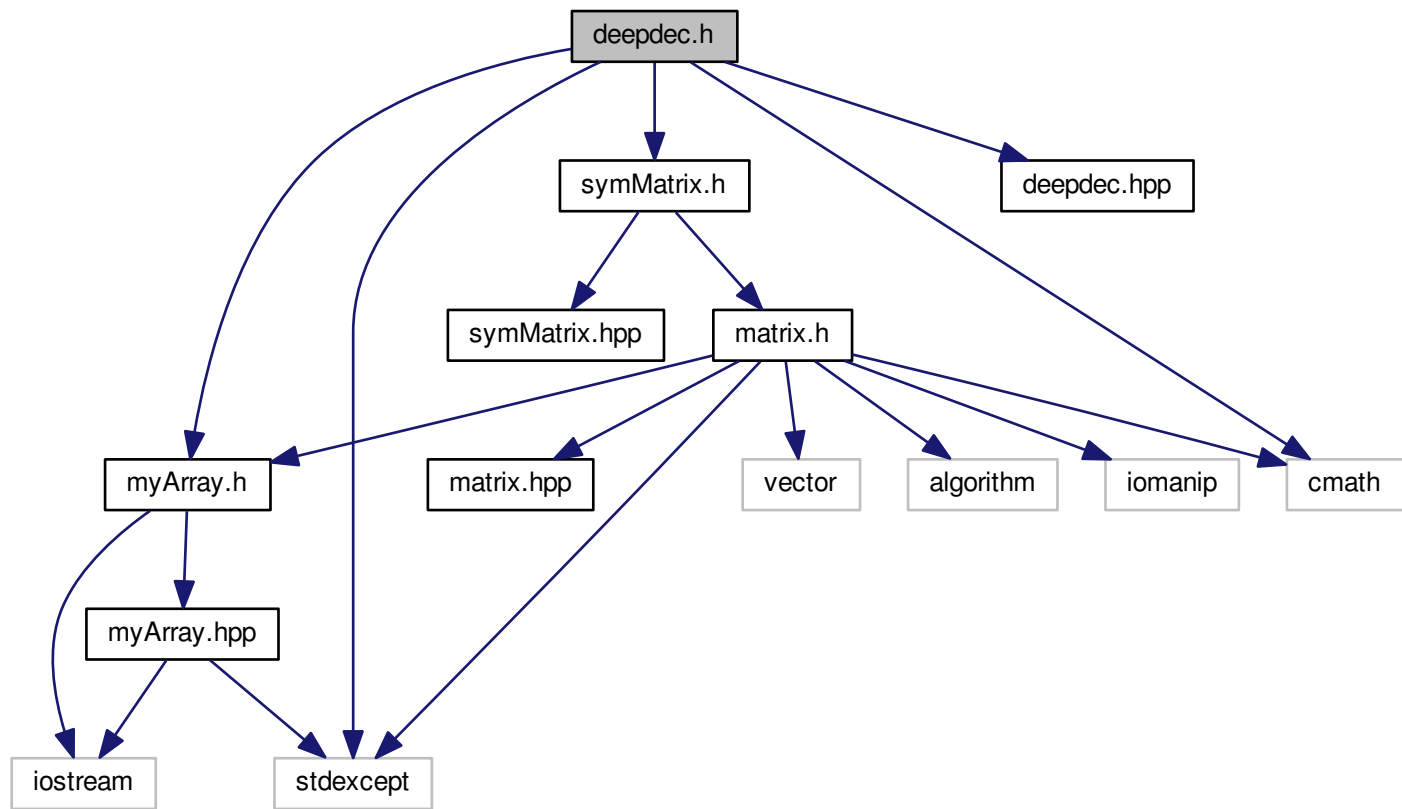 deepdec.h
symMatrix.h
deepdec.hpp
symMatrix.hpp
matrix.h
myArray.h
matrix.hpp
vector
algorithm
iomanip
cmath
myArray.hpp
iostream
stdexcept